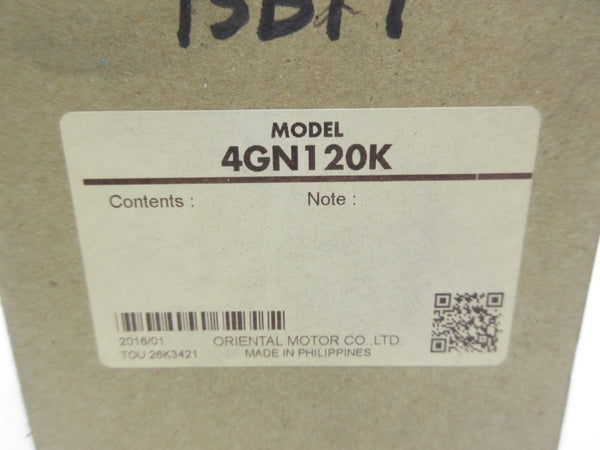 MODEL
4GN120K
Contents : Note :
2016/01 ORIENTAL MOTOR CO.,LTD.
TOU 26K3421 MADE IN PHILIPPINES